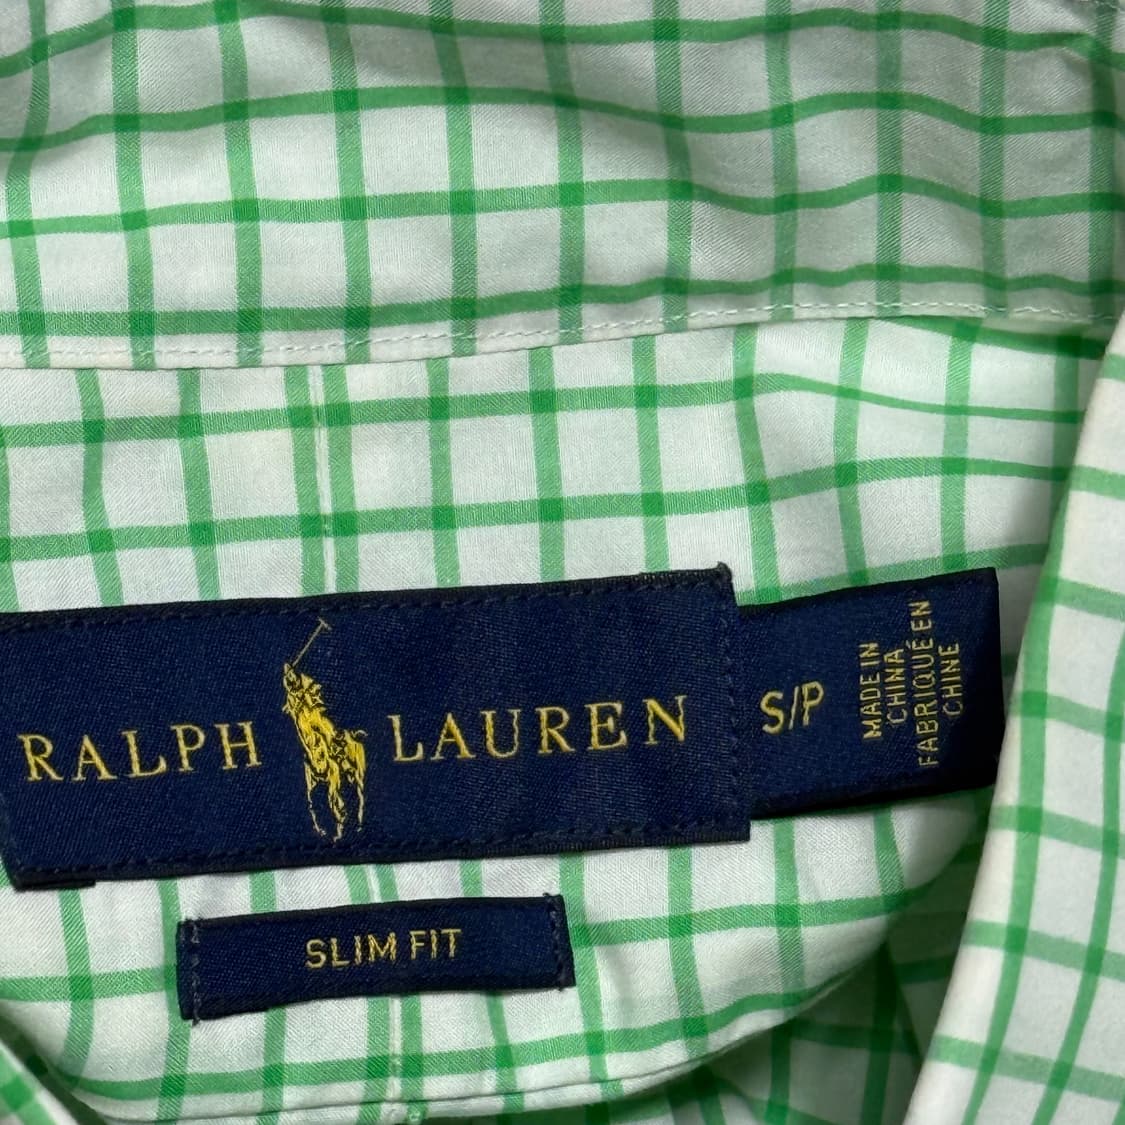 RALPH LAUREN
S/P
MADE IN
CHINA
FABRIQUÉ EN
CHINE
SLIM FIT